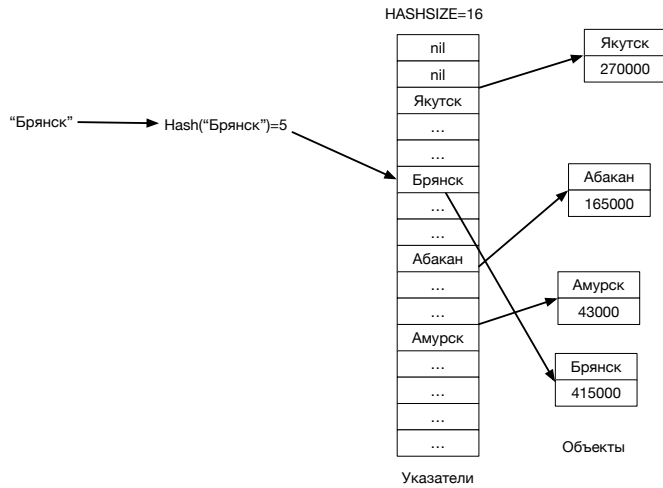 HASHSIZE=16
nil
nil
Якутск
...
...
Брянск
...
...
Абакан
...
...
Амурск
...
...
...
...
Указатели
“Брянск”
Hash(“Брянск”)=5
Якутск
270000
Абакан
165000
Амурск
43000
Брянск
415000
Объекты